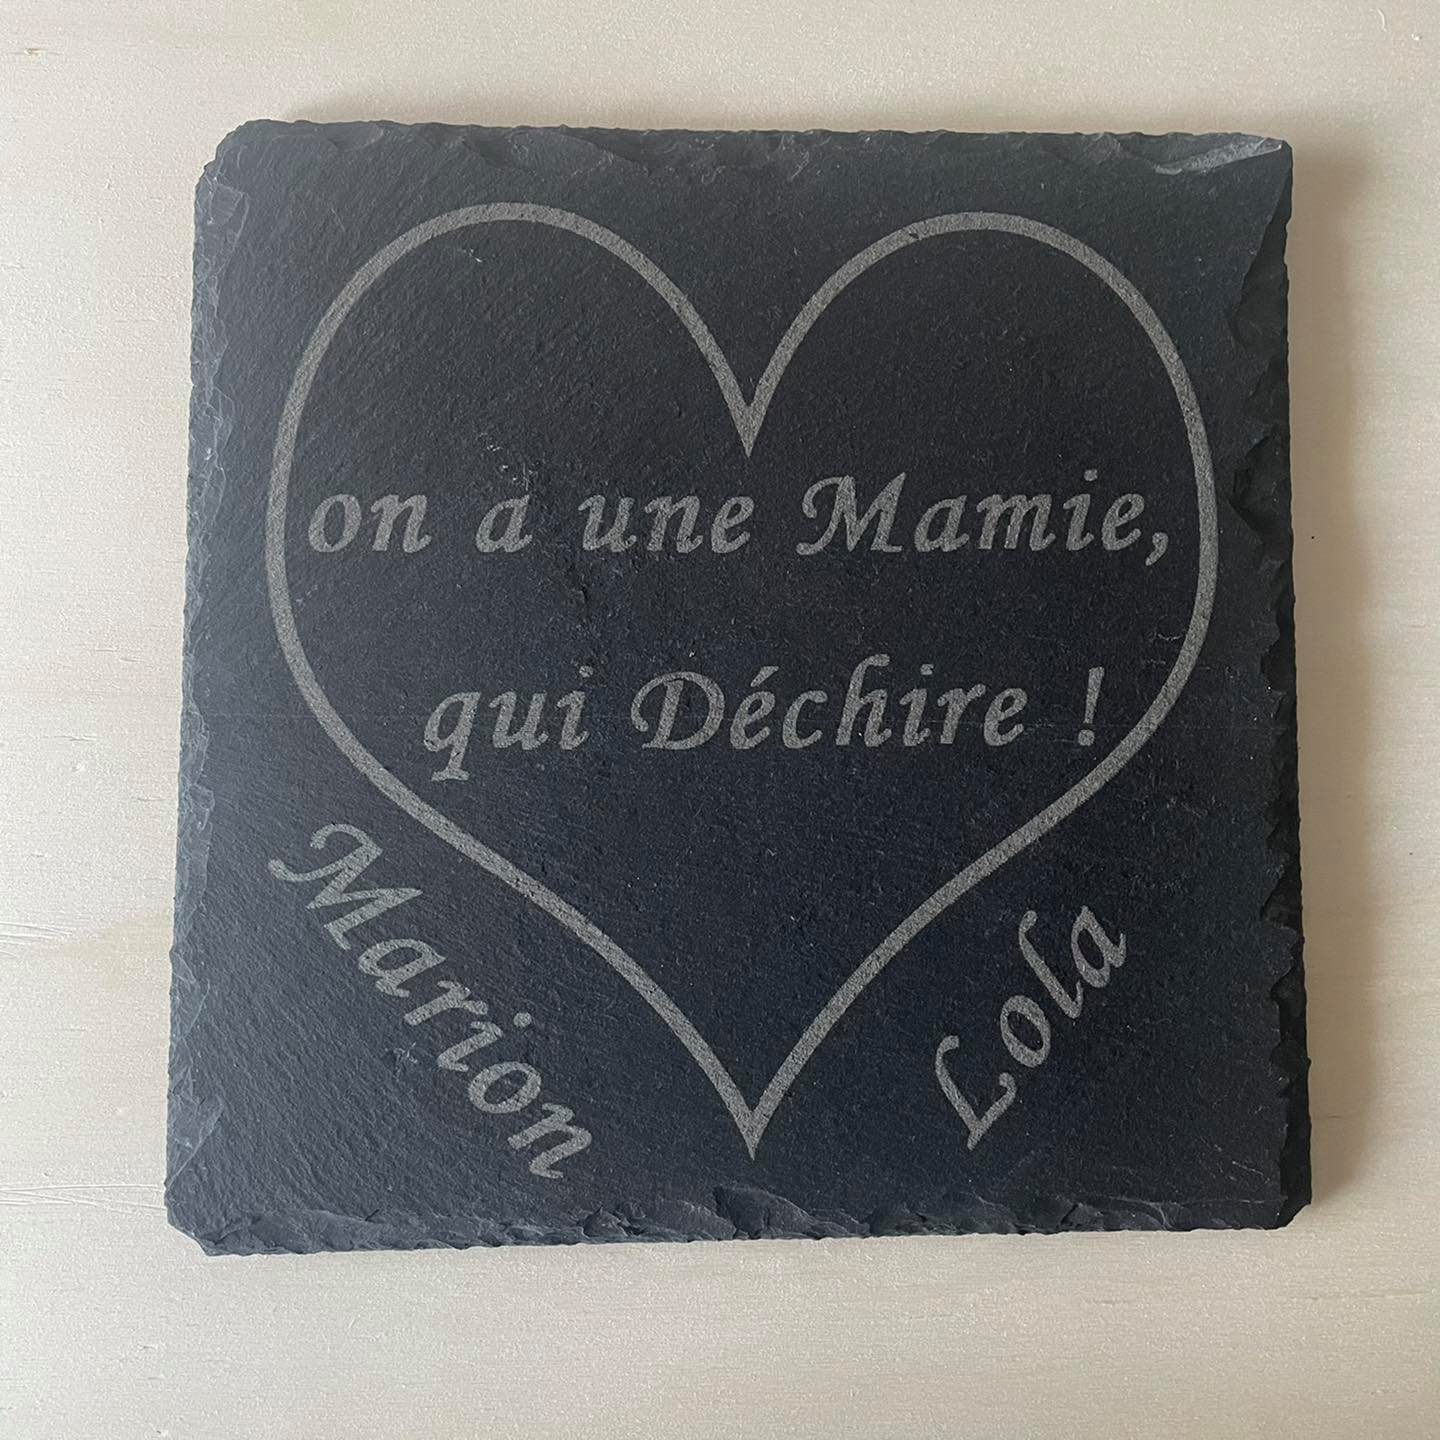 on a une Mamie,
qui Déchire !
Marion
Lola